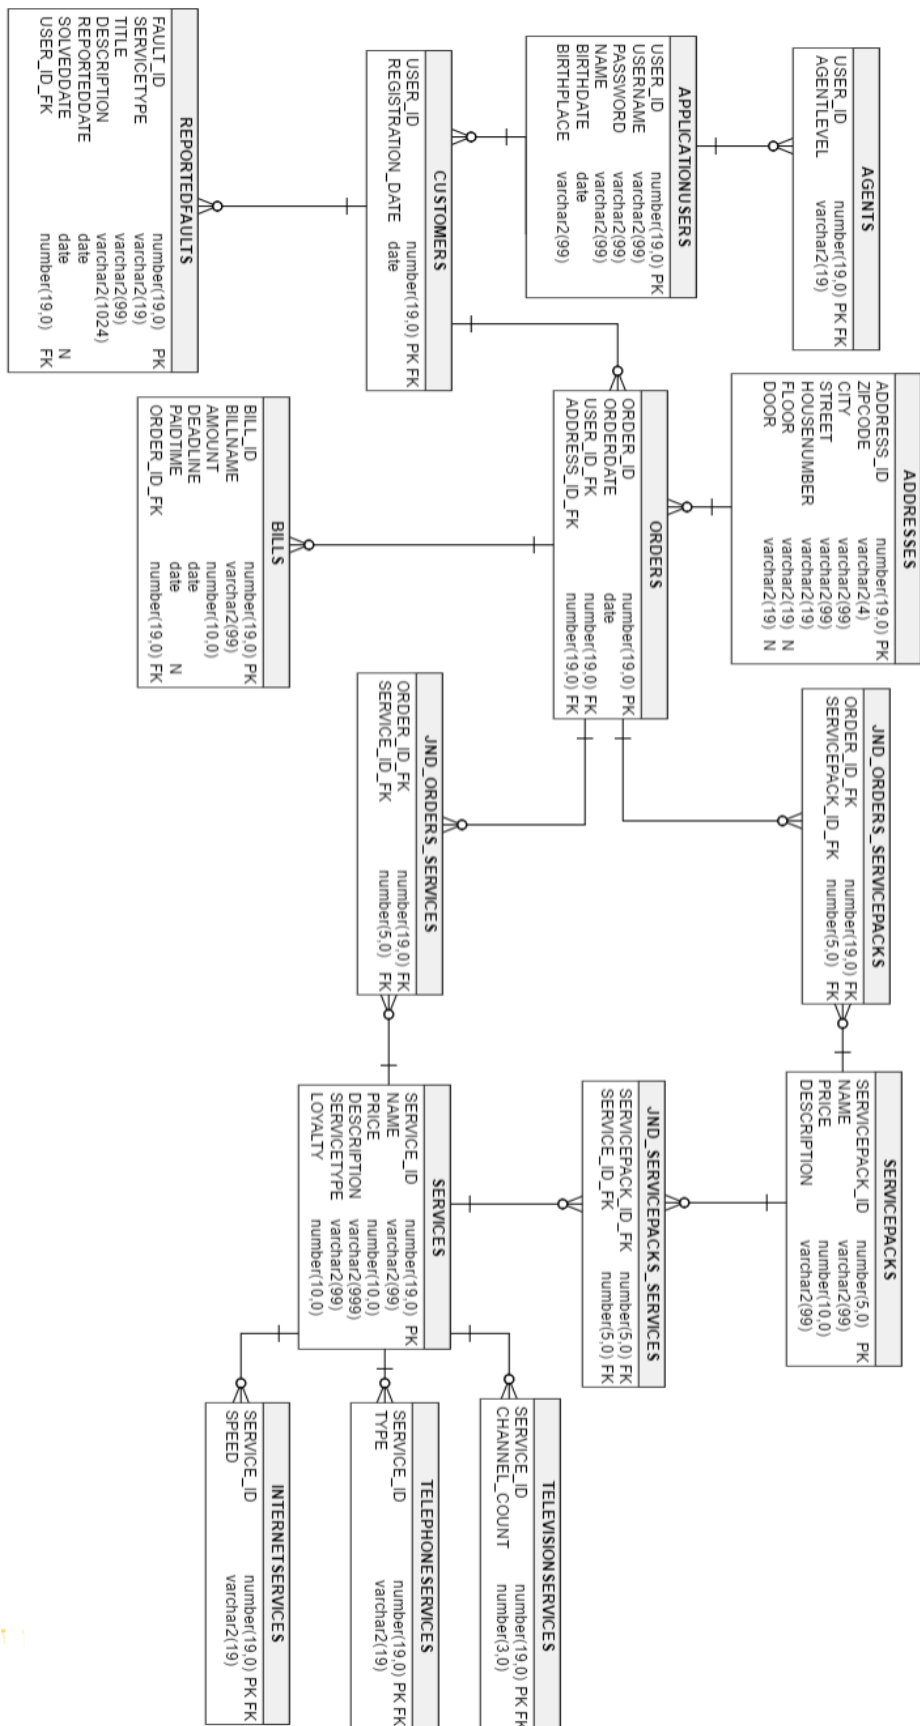 AGENTS
USER_ID number(19,0) PK FK
AGENTLEVEL varchar2(19)
APPLICATIONUSERS
USER_ID number(19,0) PK
USERNAME varchar2(99)
PASSWORD varchar2(99)
NAME varchar2(99)
BIRTHDATE date
BIRTHPLACE varchar2(99)
CUSTOMERS
USER_ID number(19,0) PK FK
REGISTRATION_DATE date
REPORTEDFAULTS
FAULT_ID number(19,0) PK
SERVICETYPE varchar2(19)
TITLE varchar2(99)
DESCRIPTION varchar2(1024)
REPORTEDDATE date
SOLVEDDATE date N
USER_ID_FK number(19,0) FK
ADDRESSES
ADDRESS_ID number(19,0) PK
ZIPCODE varchar2(4)
CITY varchar2(99)
STREET varchar2(99)
HOUSENUMBER varchar2(19)
FLOOR varchar2(19) N
DOOR varchar2(19) N
ORDERS
ORDER_ID number(19,0) PK
ORDERDATE date
USER_ID_FK number(19,0) FK
ADDRESS_ID_FK number(19,0) FK
BILLS
BILL_ID number(19,0) PK
BILLNAME varchar2(99)
AMOUNT number(10,0)
DEADLINE date
PAIDTIME date N
ORDER_ID_FK number(19,0) FK
JND_ORDERS_SERVICEPACKS
ORDER_ID_FK number(19,0) FK
SERVICEPACK_ID_FK number(5,0) FK
JND_ORDERS_SERVICES
ORDER_ID_FK number(19,0) FK
SERVICE_ID_FK number(5,0) FK
SERVICEPACKS
SERVICEPACK_ID number(5,0) PK
NAME varchar2(99)
PRICE number(10,0)
DESCRIPTION varchar2(99)
JND_SERVICEPACKS_SERVICES
SERVICEPACK_ID_FK number(5,0) FK
SERVICE_ID_FK number(5,0) FK
SERVICES
SERVICE_ID number(19,0) PK
NAME varchar2(99)
PRICE number(10,0)
DESCRIPTION varchar2(999)
SERVICETYPE varchar2(99)
LOYALTY number(10,0)
TELEVISIONSERVICES
SERVICE_ID number(19,0) PK FK
CHANNEL_COUNT number(3,0)
TELEPHONESERVICES
SERVICE_ID number(19,0) PK FK
TYPE varchar2(19)
INTERNETSERVICES
SERVICE_ID number(19,0) PK FK
SPEED varchar2(19)